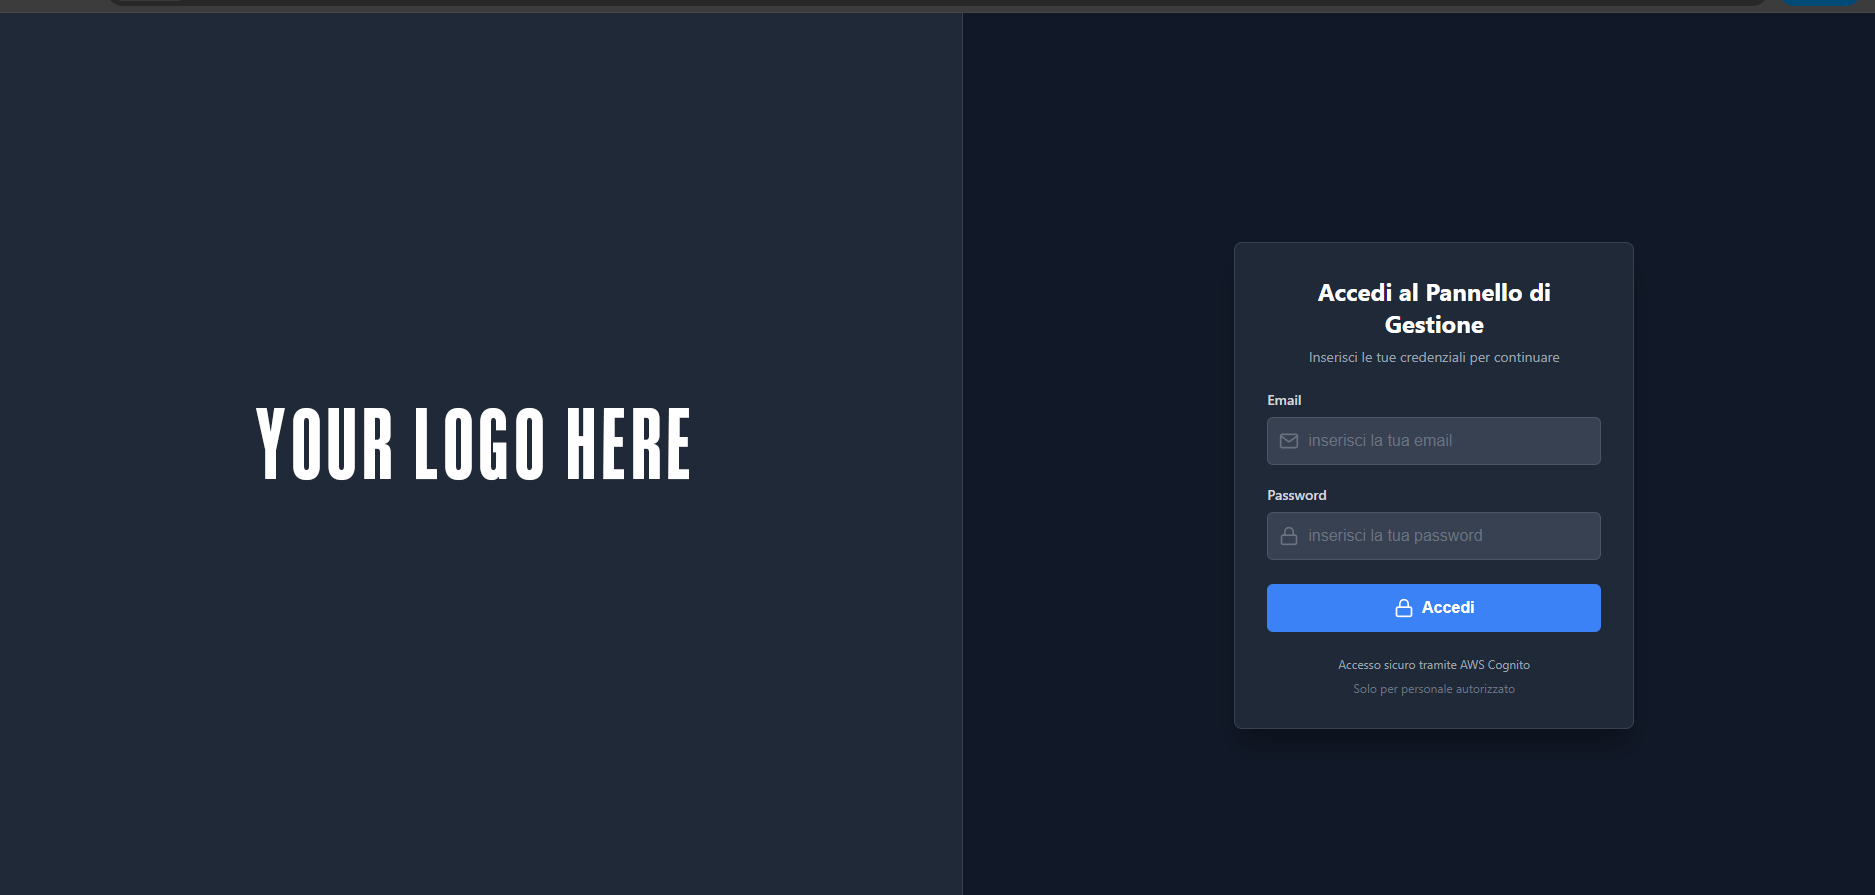 YOUR LOGO HERE
Accedi al Pannello di
Gestione
Inserisci le tue credenziali per continuare
Email
inserisci la tua email
Password
inserisci la tua password
Accedi
Accesso sicuro tramite AWS Cognito
Solo per personale autorizzato